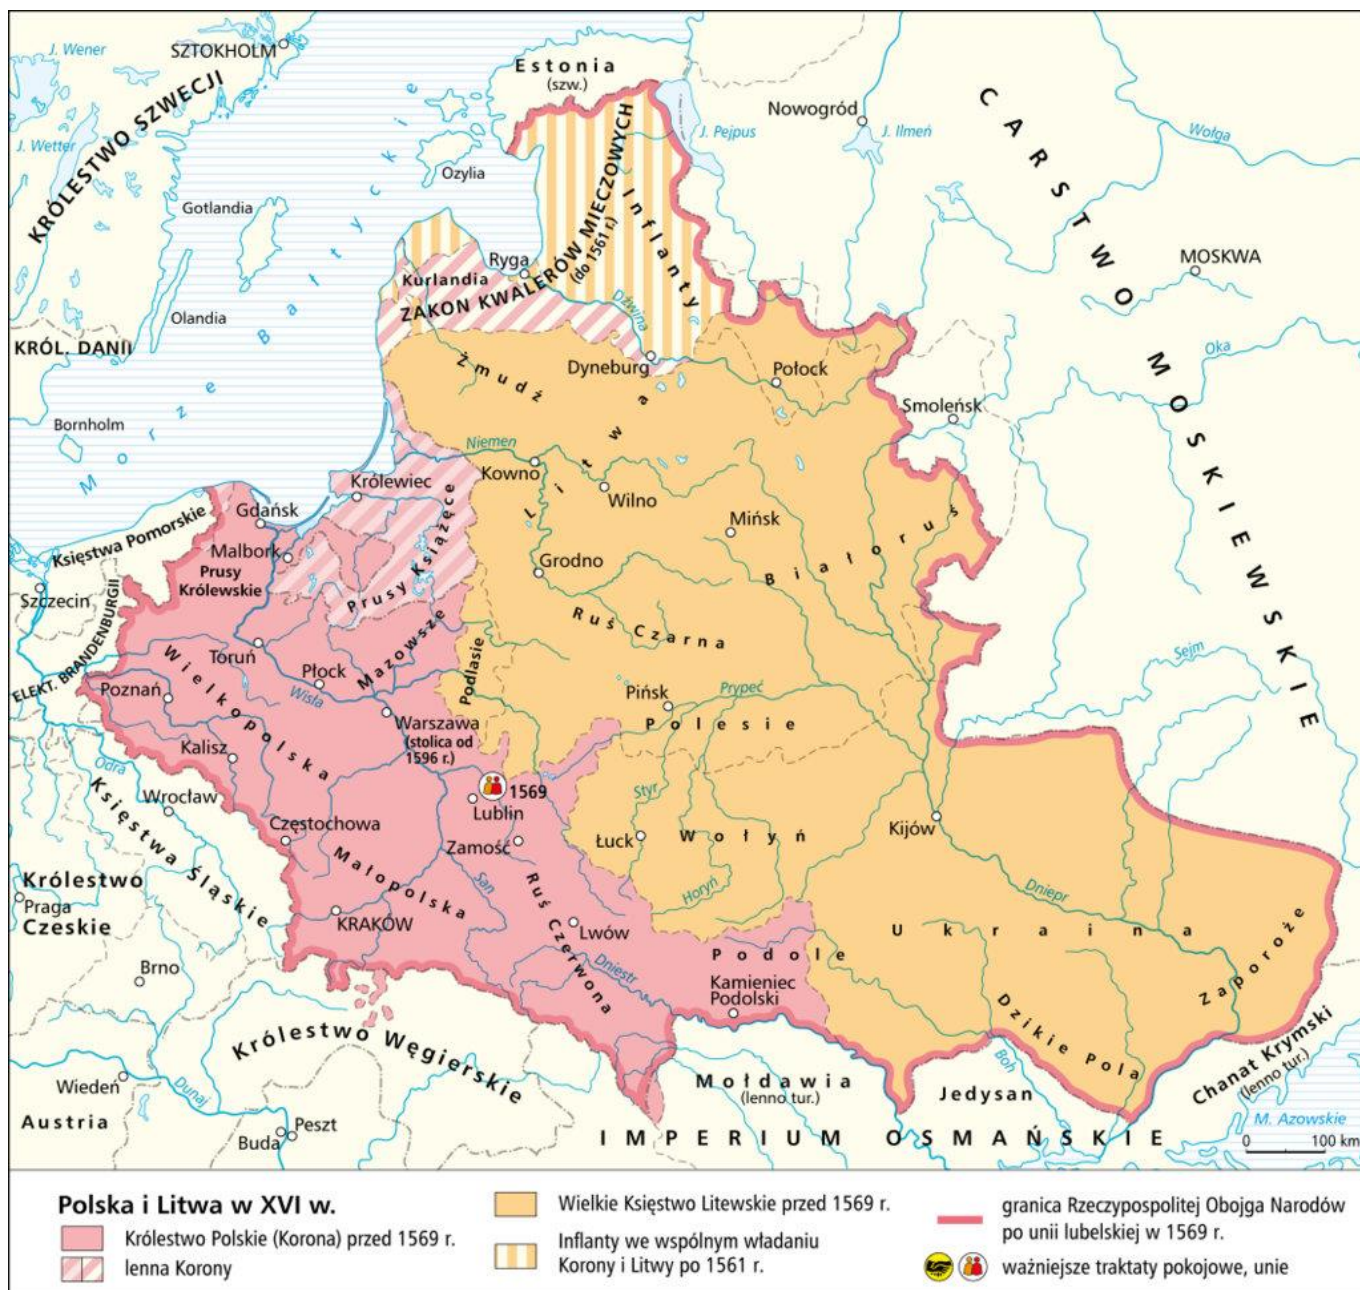 SZTOKHOLM
J. Wener
J. Wetter
KRÓLESTWO SZWECJI
Estonia
(szw.)
Nowogród
J. Ilmeń
J. Pejpus
Wołga
CARSTWO MOSKIEWSKIE
MOSKWA
Oka
Ozylia
Gotlandia
Olandia
Morze Bałtyckie
Inflanty
ZAKON KWALERÓW MIECZOWYCH
(do 1561 r.)
Ryga
Kurlandia
Dźwina
KRÓL. DANII
Bornholm
Żmudź
Dyneburg
Połock
Smoleńsk
Litwa
Niemen
Kowno
Wilno
Mińsk
Białoruś
Królewiec
Gdańsk
Malbork
Prusy
Królewskie
Prusy Książęce
Księstwa Pomorskie
Szczecin
ELEKT. BRANDENBURGII
Grodno
Ruś Czarna
Toruń
Płock
Mazowsze
Podlasie
Wielkopolska
Poznań
Wisła
Warszawa
(stolica od
1596 r.)
Pińsk
Prypeć
Polesie
Sejm
Kalisz
Odra
Wrocław
Księstwa Śląskie
Częstochowa
1569
Lublin
Zamość
Styr
Łuck
Wołyń
Kijów
Horyń
Dniepr
Małopolska
San
Ruś Czerwona
Królestwo
Praga
Czeskie
KRAKÓW
Lwów
Dniestr
Podole
Kamieniec
Podolski
Ukraina
Zaporoże
Dzikie Pola
Brno
Królestwo Węgierskie
Wiedeń
Dunaj
Austria
Buda
Peszt
Mołdawia
(lenno tur.)
Boh
Jedysan
Chanat Krymski
(lenno tur.)
M. Azowskie
IMPERIUM OSMAŃSKIE
0 100 km
Polska i Litwa w XVI w.
Królestwo Polskie (Korona) przed 1569 r.
lenna Korony
Wielkie Księstwo Litewskie przed 1569 r.
Inflanty we wspólnym władaniu
Korony i Litwy po 1561 r.
granica Rzeczypospolitej Obojga Narodów
po unii lubelskiej w 1569 r.
ważniejsze traktaty pokojowe, unie